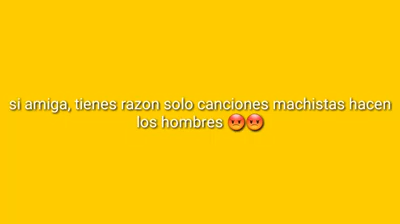 si amiga, tienes razon solo canciones machistas hacen
los hombres 😡😡